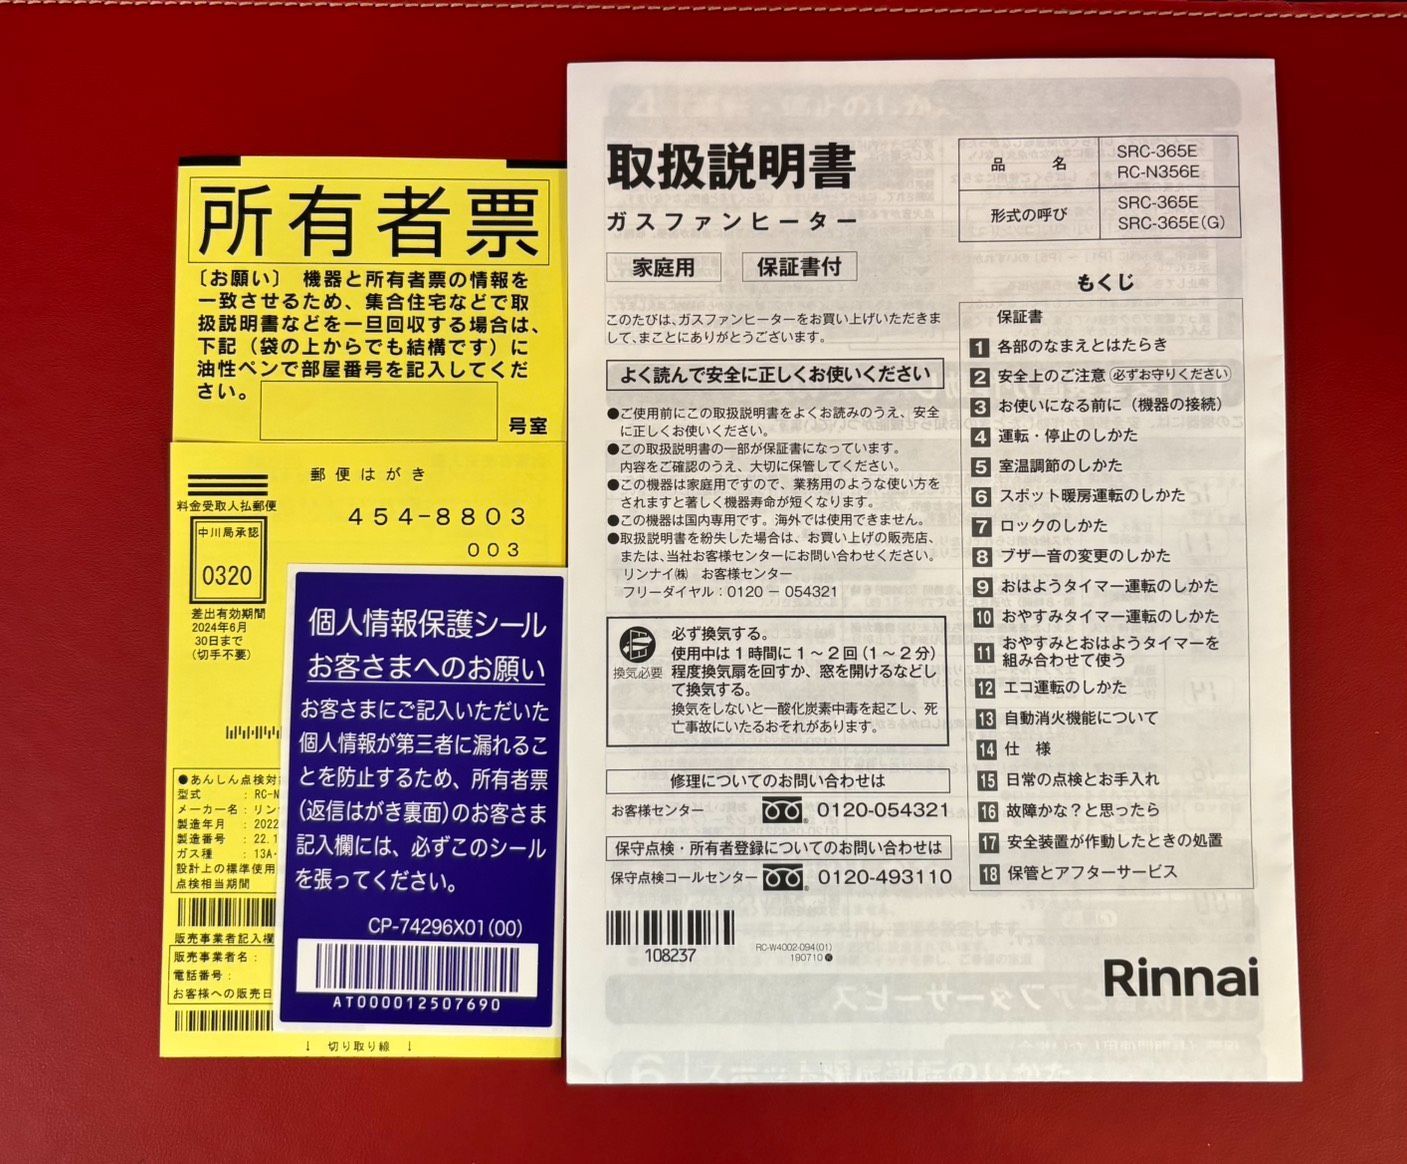 所有者票
〔お願い〕 機器と所有者票の情報を
一致させるため、集合住宅などで取
扱説明書などを一旦回収する場合は、
下記（袋の上からでも結構です）に
油性ペンで部屋番号を記入してくだ
さい。
号室
郵便はがき
料金受取人払郵便
454-8803
中川局承認
003
0320
差出有効期間
2024年6月
30日まで
(切手不要)
●あんしん点検対
型式 : RC-N
メーカー名 : リン
製造年月 : 2022
製造番号 : 22.1
ガス種 : 13A
設計上の標準使用
点検相当期間
販売事業者記入欄
販売事業者名 :
電話番号 :
お客様への販売日
↓ 切り取り線 ↓
個人情報保護シール
お客さまへのお願い
お客さまにご記入いただいた
個人情報が第三者に漏れるこ
とを防止するため、所有者票
(返信はがき裏面)のお客さま
記入欄には、必ずこのシール
を張ってください。
CP-74296X01(00)
AT000012507690
取扱説明書
ガスファンヒーター
家庭用 保証書付
品名 SRC-365E
RC-N356E
形式の呼び SRC-365E
SRC-365E(G)
このたびは、ガスファンヒーターをお買い上げいただきま
して、まことにありがとうございます。
よく読んで安全に正しくお使いください
●ご使用前にこの取扱説明書をよくお読みのうえ、安全
に正しくお使いください。
●この取扱説明書の一部が保証書になっています。
内容をご確認のうえ、大切に保管してください。
●この機器は家庭用ですので、業務用のような使い方を
されますと著しく機器寿命が短くなります。
●この機器は国内専用です。海外では使用できません。
●取扱説明書を紛失した場合は、お買い上げの販売店、
または、当社お客様センターにお問い合わせください。
リンナイ㈱ お客様センター
フリーダイヤル：0120－054321
換気必要
必ず換気する。
使用中は1時間に1～2回(1～2分)
程度換気扇を回すか、窓を開けるなどし
て換気する。
換気をしないと一酸化炭素中毒を起こし、死
亡事故にいたるおそれがあります。
修理についてのお問い合わせは
お客様センター 0120-054321
保守点検・所有者登録についてのお問い合わせは
保守点検コールセンター 0120-493110
108237
RC-W4002-094(01)
190710 Ⓚ
もくじ
保証書
1 各部のなまえとはたらき
2 安全上のご注意 必ずお守りください
3 お使いになる前に（機器の接続）
4 運転・停止のしかた
5 室温調節のしかた
6 スポット暖房運転のしかた
7 ロックのしかた
8 ブザー音の変更のしかた
9 おはようタイマー運転のしかた
10 おやすみタイマー運転のしかた
11 おやすみとおはようタイマーを
組み合わせて使う
12 エコ運転のしかた
13 自動消火機能について
14 仕様
15 日常の点検とお手入れ
16 故障かな？と思ったら
17 安全装置が作動したときの処置
18 保管とアフターサービス
Rinnai